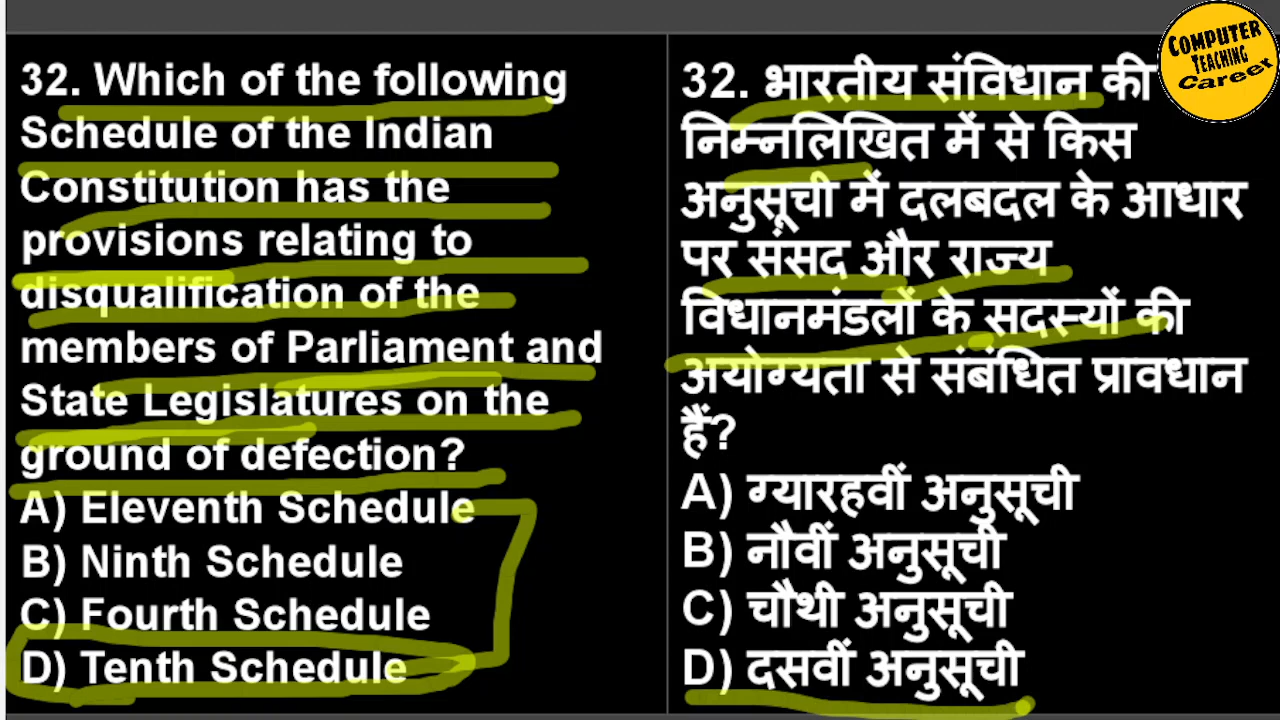 COMPUTER
TEACHING
Career
32. Which of the following
Schedule of the Indian
Constitution has the
provisions relating to
disqualification of the
members of Parliament and
State Legislatures on the
ground of defection?
A) Eleventh Schedule
B) Ninth Schedule
C) Fourth Schedule
D) Tenth Schedule
32. भारतीय संविधान की
निम्नलिखित में से किस
अनुसूची में दलबदल के आधार
पर संसद और राज्य
विधानमंडलों के सदस्यों की
अयोग्यता से संबंधित प्रावधान
हैं?
A) ग्यारहवीं अनुसूची
B) नौवीं अनुसूची
C) चौथी अनुसूची
D) दसवीं अनुसूची